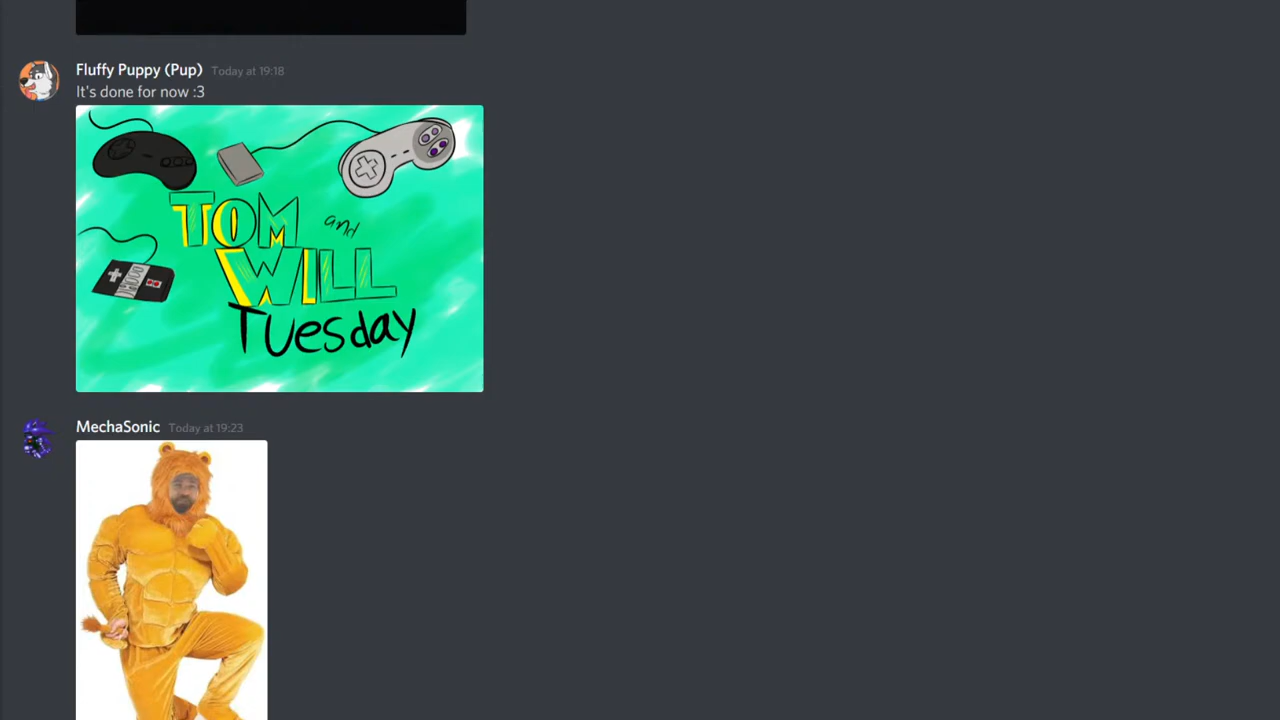 Fluffy Puppy (Pup) Today at 19:18
It's done for now :3
TOM and
WILL
Tuesday
MechaSonic Today at 19:23